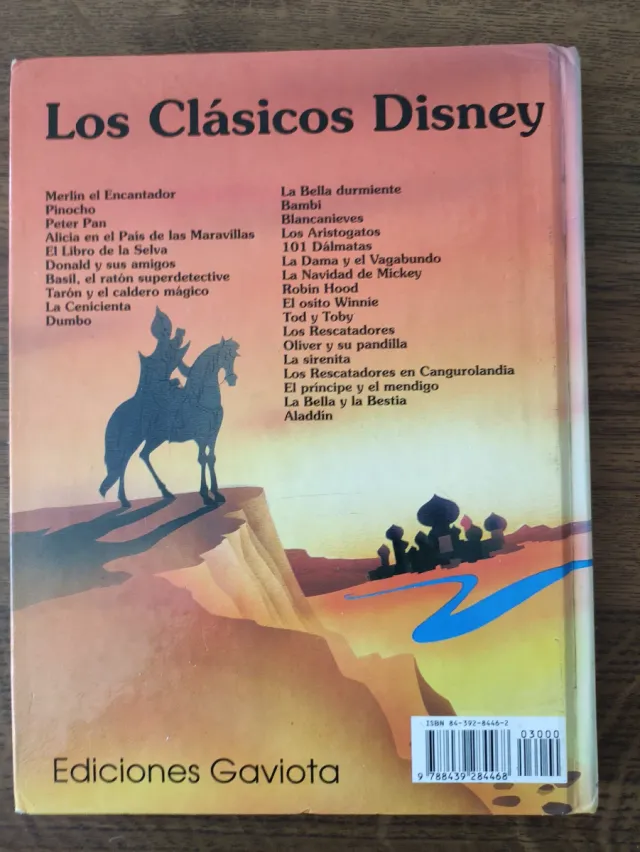 Los Clásicos Disney
Merlin el Encantador
Pinocho
Peter Pan
Alicia en el País de las Maravillas
El Libro de la Selva
Donald y sus amigos
Basil, el ratón superdetective
Tarón y el caldero mágico
La Cenicienta
Dumbo
La Bella durmiente
Bambi
Blancanieves
Los Aristogatos
101 Dálmatas
La Dama y el Vagabundo
La Navidad de Mickey
Robin Hood
El osito Winnie
Tod y Toby
Los Rescatadores
Oliver y su pandilla
La sirenita
Los Rescatadores en Cangurolandia
El príncipe y el mendigo
La Bella y la Bestia
Aladdín
Ediciones Gaviota
ISBN 84-392-8446-2
03000
9 788439 284468